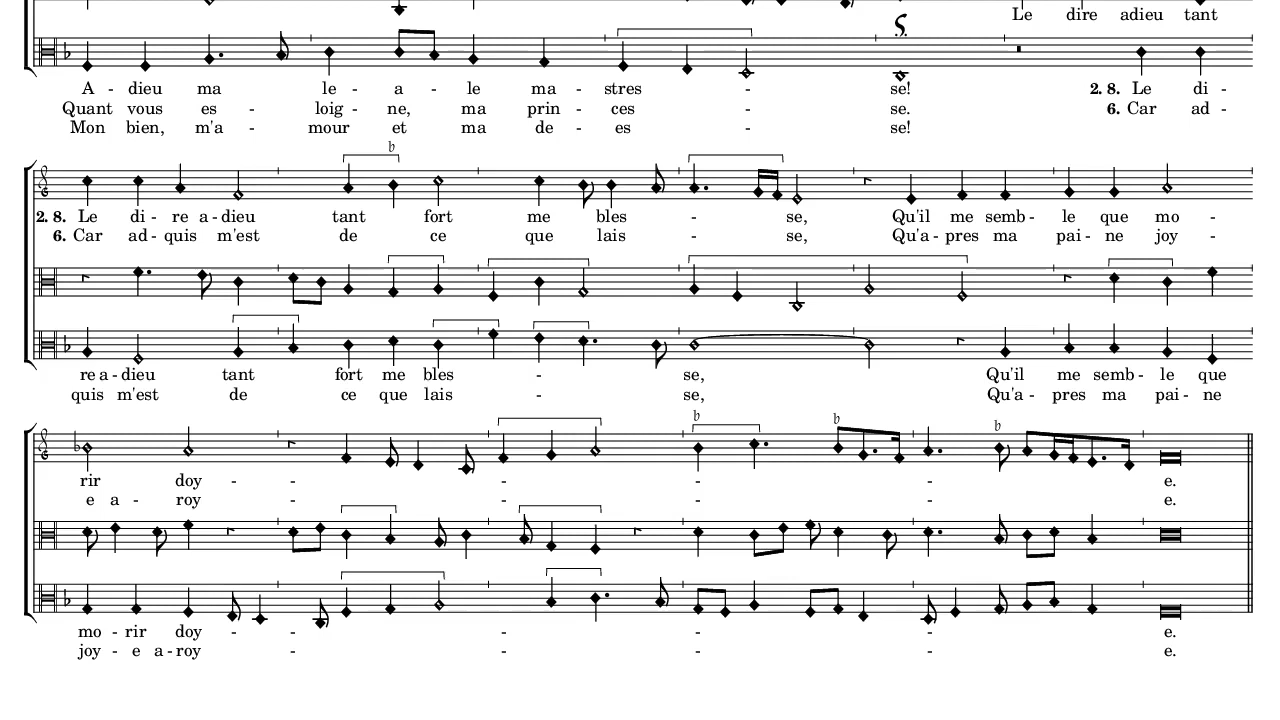 Le dire adieu tant
A - dieu ma le - a - le ma - stres - se! 2. 8. Le di -
Quant vous es - loig - ne, ma prin - ces - se. 6. Car ad -
Mon bien, m'a - mour et ma de - es - se!
2. 8. Le di - re a - dieu tant fort me bles - se, Qu'il me semb - le que mo -
6. Car ad - quis m'est de ce que lais - se, Qu'a - pres ma pai - ne joy -
re a - dieu tant fort me bles - se, Qu'il me semb - le que
quis m'est de ce que lais - se, Qu'a - pres ma pai - ne
rir doy - - - - - e.
e a - roy - - - - e.
mo - rir doy - - - - - e.
joy - e a - roy - - - - e.